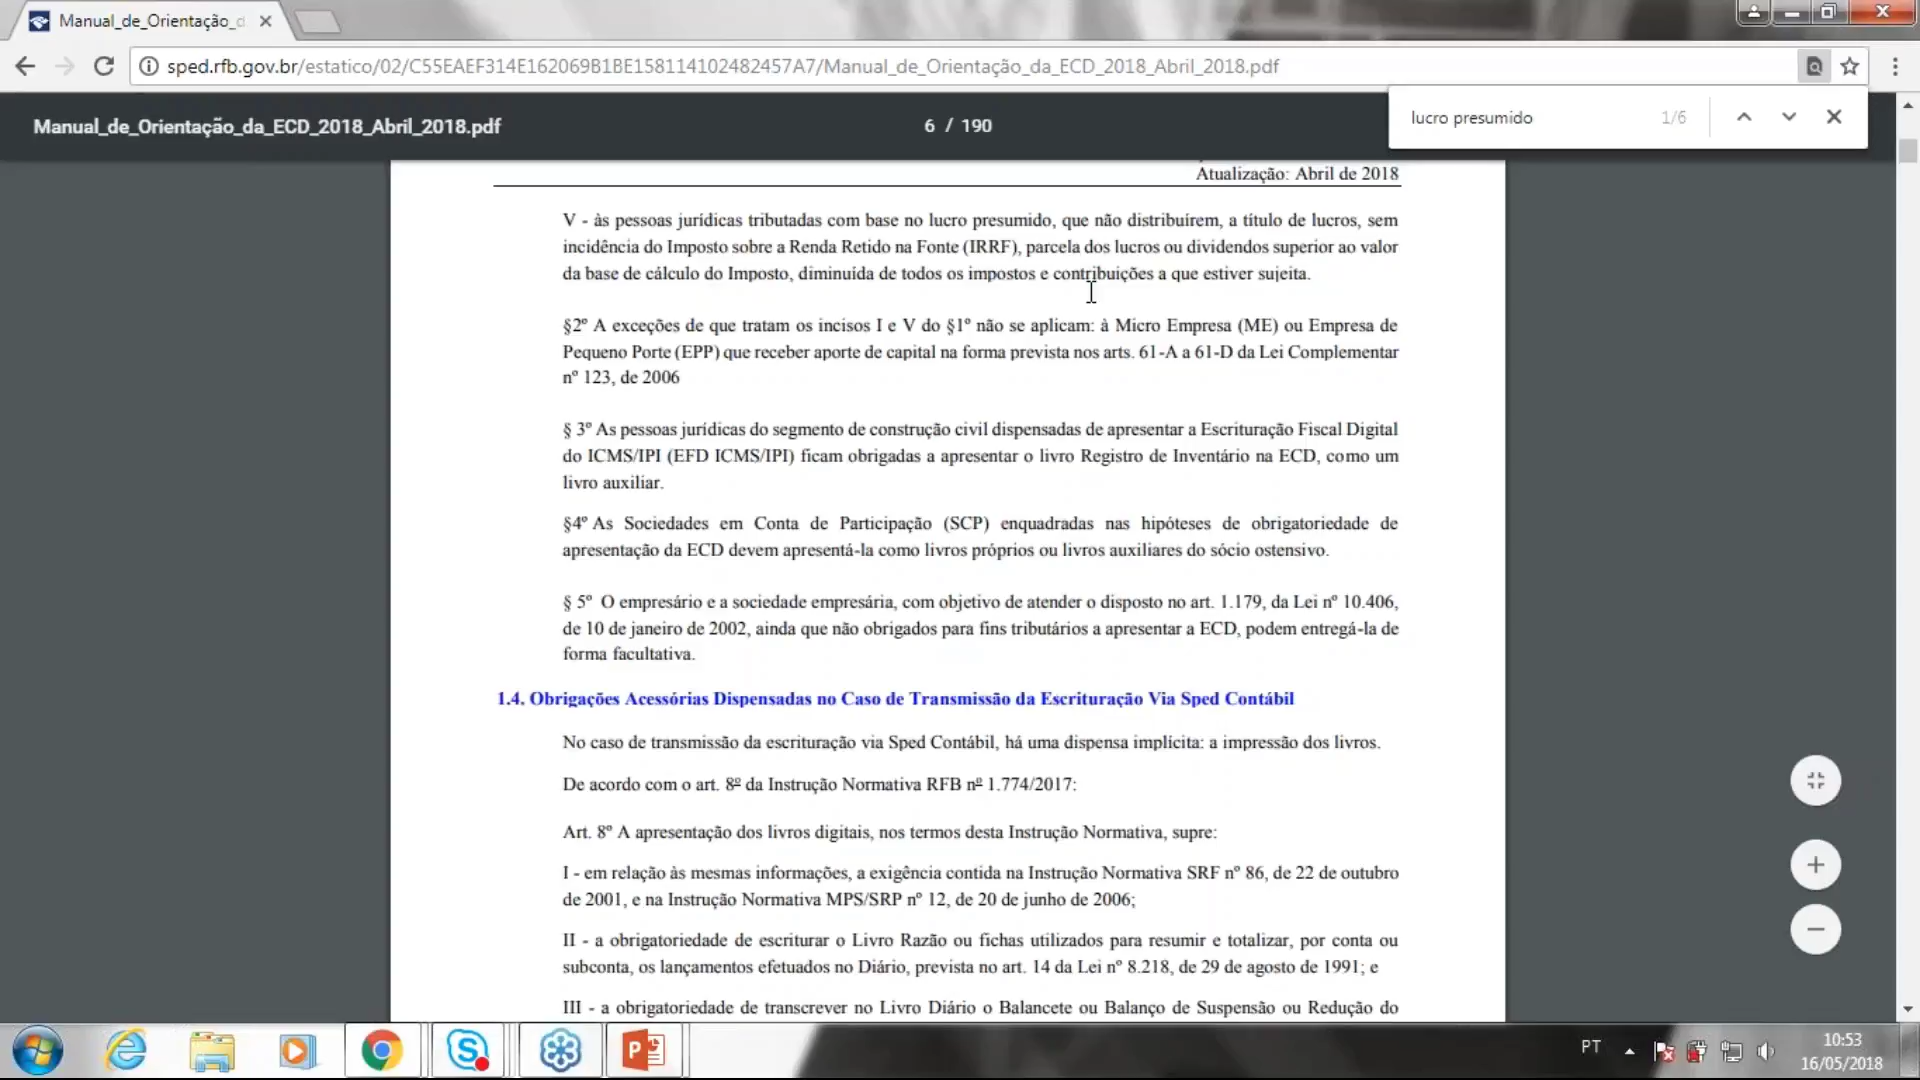 Manual_de_Orientação_d
sped.rfb.gov.br/estatico/02/C55EAEF314E162069B1BE158114102482457A7/Manual_de_Orientação_da_ECD_2018_Abril_2018.pdf
lucro presumido 1/6
Manual_de_Orientação_da_ECD_2018_Abril_2018.pdf 6 / 190
Atualização: Abril de 2018
V - às pessoas jurídicas tributadas com base no lucro presumido, que não distribuírem, a título de lucros, sem
incidência do Imposto sobre a Renda Retido na Fonte (IRRF), parcela dos lucros ou dividendos superior ao valor
da base de cálculo do Imposto, diminuída de todos os impostos e contribuições a que estiver sujeita.
§2º A exceções de que tratam os incisos I e V do §1º não se aplicam: à Micro Empresa (ME) ou Empresa de
Pequeno Porte (EPP) que receber aporte de capital na forma prevista nos arts. 61-A a 61-D da Lei Complementar
nº 123, de 2006
§ 3º As pessoas jurídicas do segmento de construção civil dispensadas de apresentar a Escrituração Fiscal Digital
do ICMS/IPI (EFD ICMS/IPI) ficam obrigadas a apresentar o livro Registro de Inventário na ECD, como um
livro auxiliar.
§4º As Sociedades em Conta de Participação (SCP) enquadradas nas hipóteses de obrigatoriedade de
apresentação da ECD devem apresentá-la como livros próprios ou livros auxiliares do sócio ostensivo.
§ 5º O empresário e a sociedade empresária, com objetivo de atender o disposto no art. 1.179, da Lei nº 10.406,
de 10 de janeiro de 2002, ainda que não obrigados para fins tributários a apresentar a ECD, podem entregá-la de
forma facultativa.
1.4. Obrigações Acessórias Dispensadas no Caso de Transmissão da Escrituração Via Sped Contábil
No caso de transmissão da escrituração via Sped Contábil, há uma dispensa implícita: a impressão dos livros.
De acordo com o art. 8º da Instrução Normativa RFB nº 1.774/2017:
Art. 8º A apresentação dos livros digitais, nos termos desta Instrução Normativa, supre:
I - em relação às mesmas informações, a exigência contida na Instrução Normativa SRF nº 86, de 22 de outubro
de 2001, e na Instrução Normativa MPS/SRP nº 12, de 20 de junho de 2006;
II - a obrigatoriedade de escriturar o Livro Razão ou fichas utilizados para resumir e totalizar, por conta ou
subconta, os lançamentos efetuados no Diário, prevista no art. 14 da Lei nº 8.218, de 29 de agosto de 1991; e
III - a obrigatoriedade de transcrever no Livro Diário o Balancete ou Balanço de Suspensão ou Redução do
PT
10:53
16/05/2018